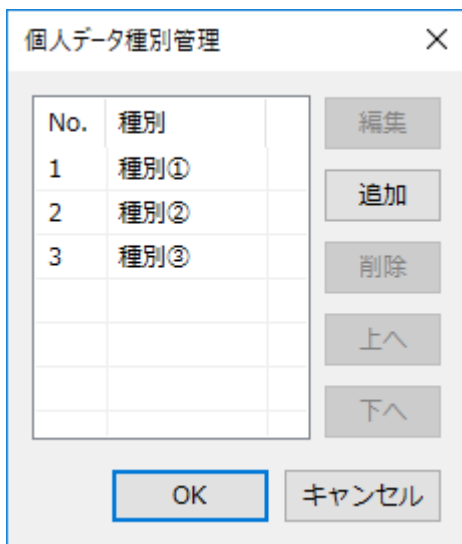 個人データ種別管理
No. 種別
1 種別①
2 種別②
3 種別③
編集
追加
削除
上へ
下へ
OK キャンセル